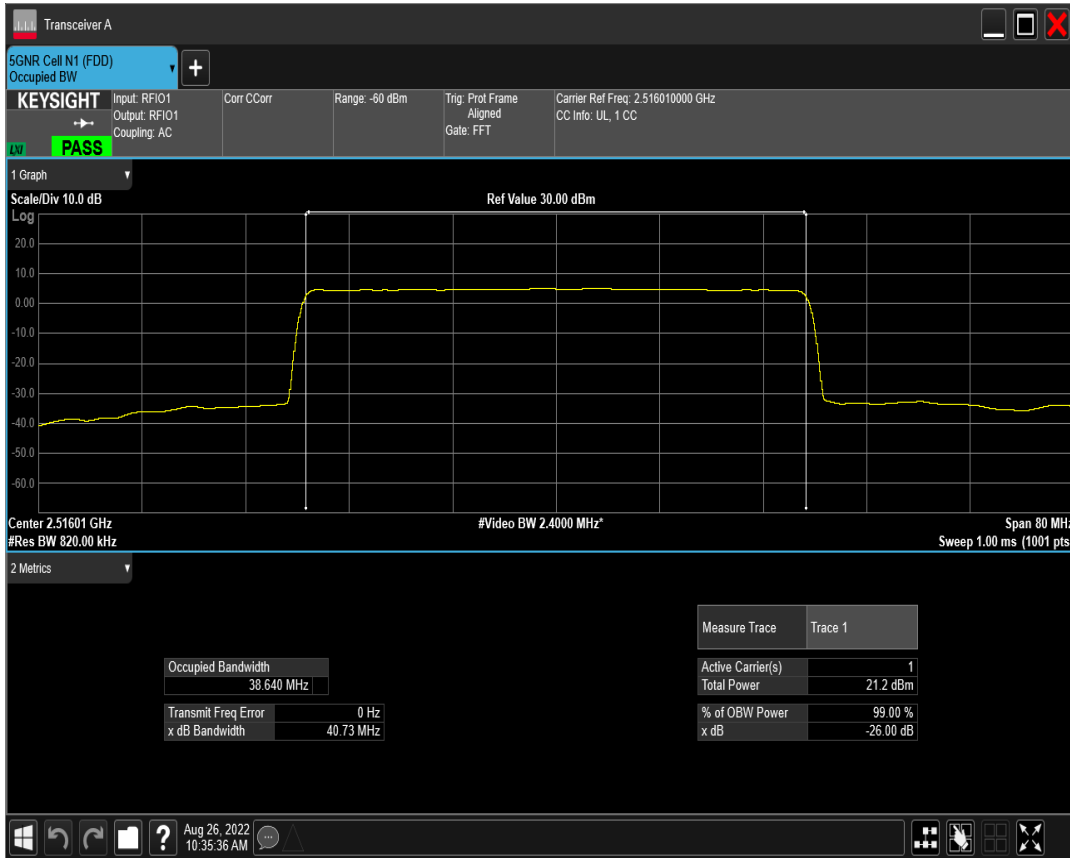 Transceiver A
5GNR Cell N1 (FDD)
Occupied BW
+
KEYSIGHT
LXI
PASS
Input: RFIO1
Output: RFIO1
Coupling: AC
Corr CCorr
Range: -60 dBm
Trig: Prot Frame
Aligned
Gate: FFT
Carrier Ref Freq: 2.516010000 GHz
CC Info: UL, 1 CC
1 Graph
Scale/Div 10.0 dB
Ref Value 30.00 dBm
Log
20.0
10.0
0.00
-10.0
-20.0
-30.0
-40.0
-50.0
-60.0
Center 2.51601 GHz
#Video BW 2.4000 MHz*
Span 80 MHz
#Res BW 820.00 kHz
Sweep 1.00 ms (1001 pts
2 Metrics
Measure Trace Trace 1
Occupied Bandwidth
38.640 MHz
Active Carrier(s) 1
Total Power 21.2 dBm
Transmit Freq Error 0 Hz
x dB Bandwidth 40.73 MHz
% of OBW Power 99.00 %
x dB -26.00 dB
?
Aug 26, 2022
10:35:36 AM